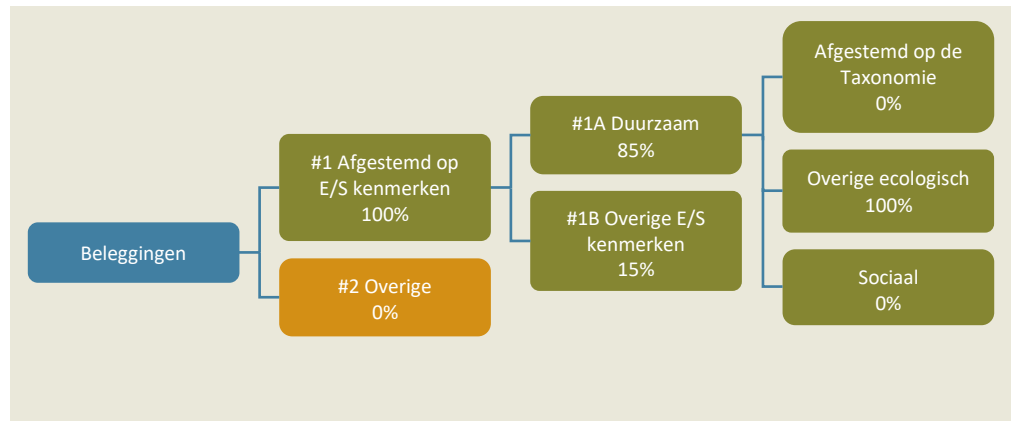 Beleggingen
#1 Afgestemd op
E/S kenmerken
100%
#2 Overige
0%
#1A Duurzaam
85%
#1B Overige E/S
kenmerken
15%
Afgestemd op de
Taxonomie
0%
Overige ecologisch
100%
Sociaal
0%